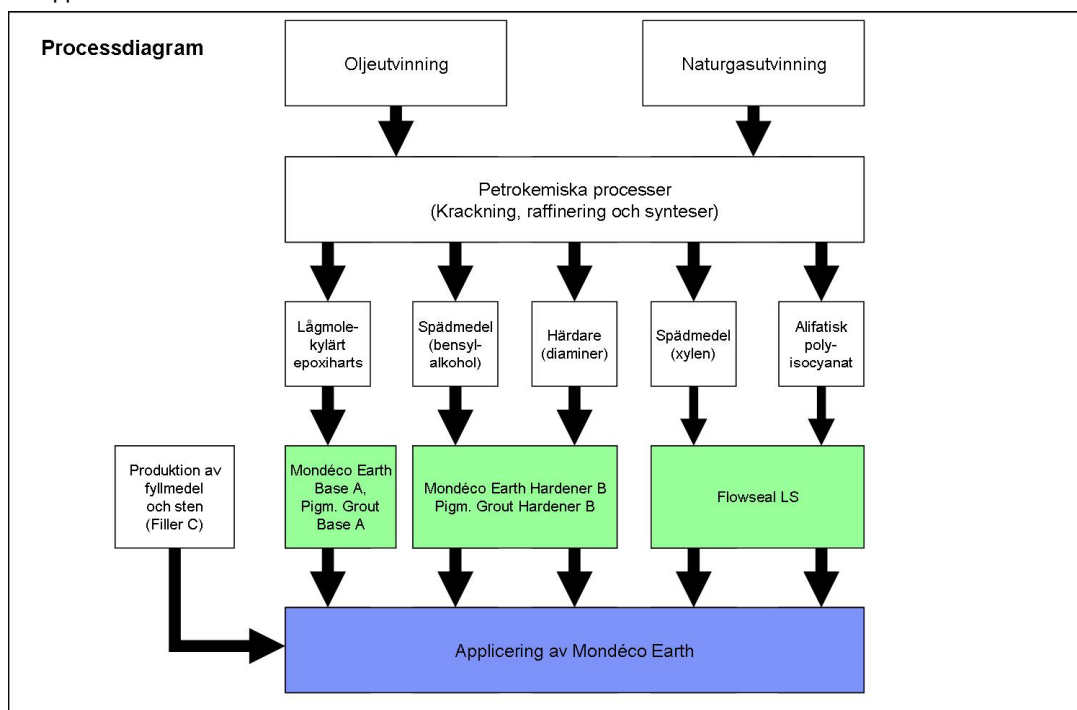 Processdiagram
Oljeutvinning
Naturgasutvinning
Petrokemiska processer
(Krackning, raffinering och synteser)
Lågmole-
kylärt
epoxiharts
Spädmedel
(bensyl-
alkohol)
Härdare
(diaminer)
Spädmedel
(xylen)
Alifatisk
poly-
isocyanat
Produktion av
fyllmedel
och sten
(Filler C)
Mondéco Earth
Base A,
Pigm. Grout
Base A
Mondéco Earth Hardener B
Pigm. Grout Hardener B
Flowseal LS
Applicering av Mondéco Earth